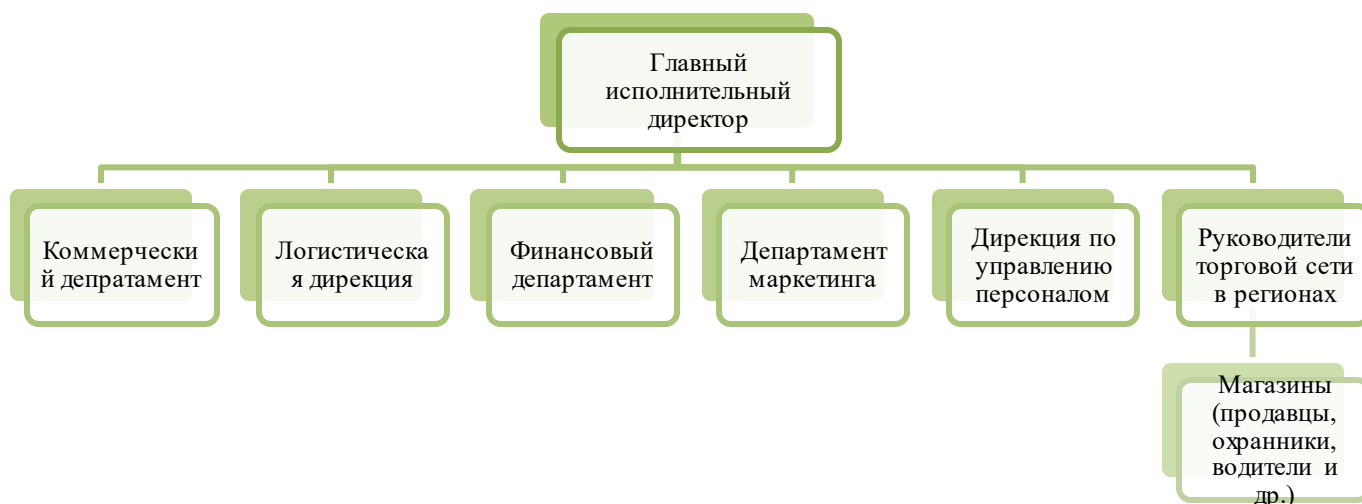 Главный
исполнительный
директор
Коммерчески
й депратамент
Логистическа
я дирекция
Финансовый
департамент
Департамент
маркетинга
Дирекция по
управлению
персоналом
Руководители
торговой сети
в регионах
Магазины
(продавцы,
охранники,
водители и
др.)